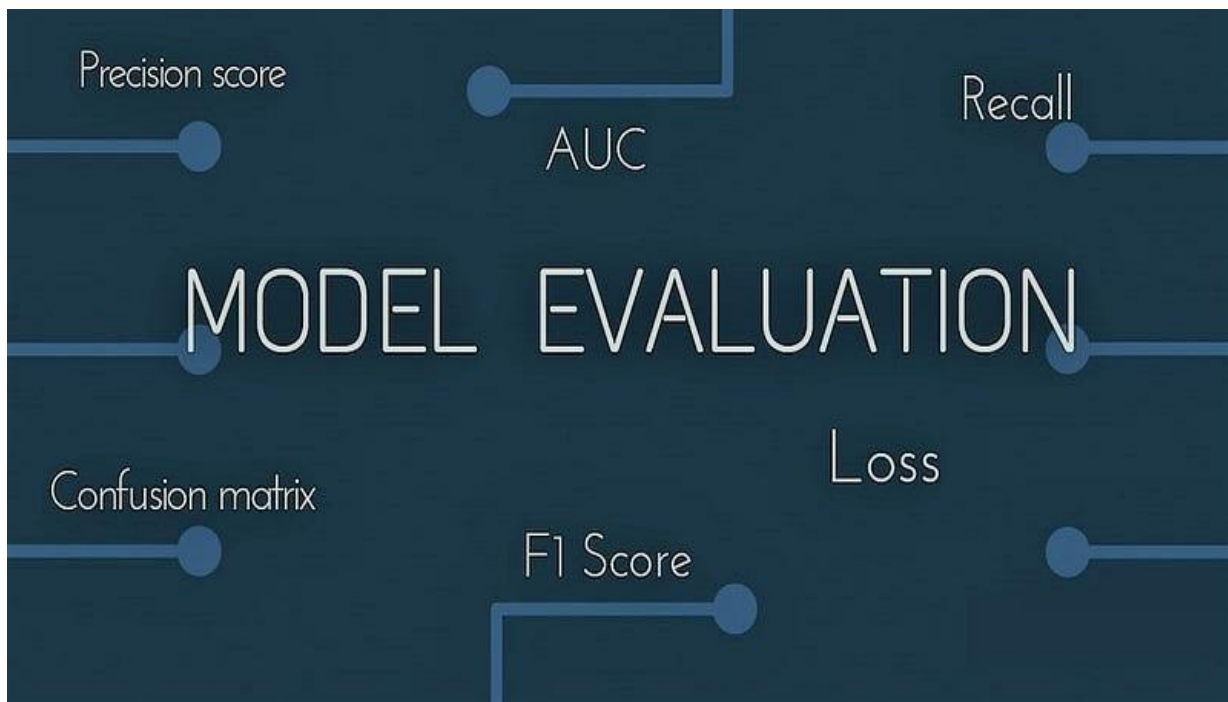 Precision score
AUC
Recall
MODEL EVALUATION
Loss
Confusion matrix
F1 Score